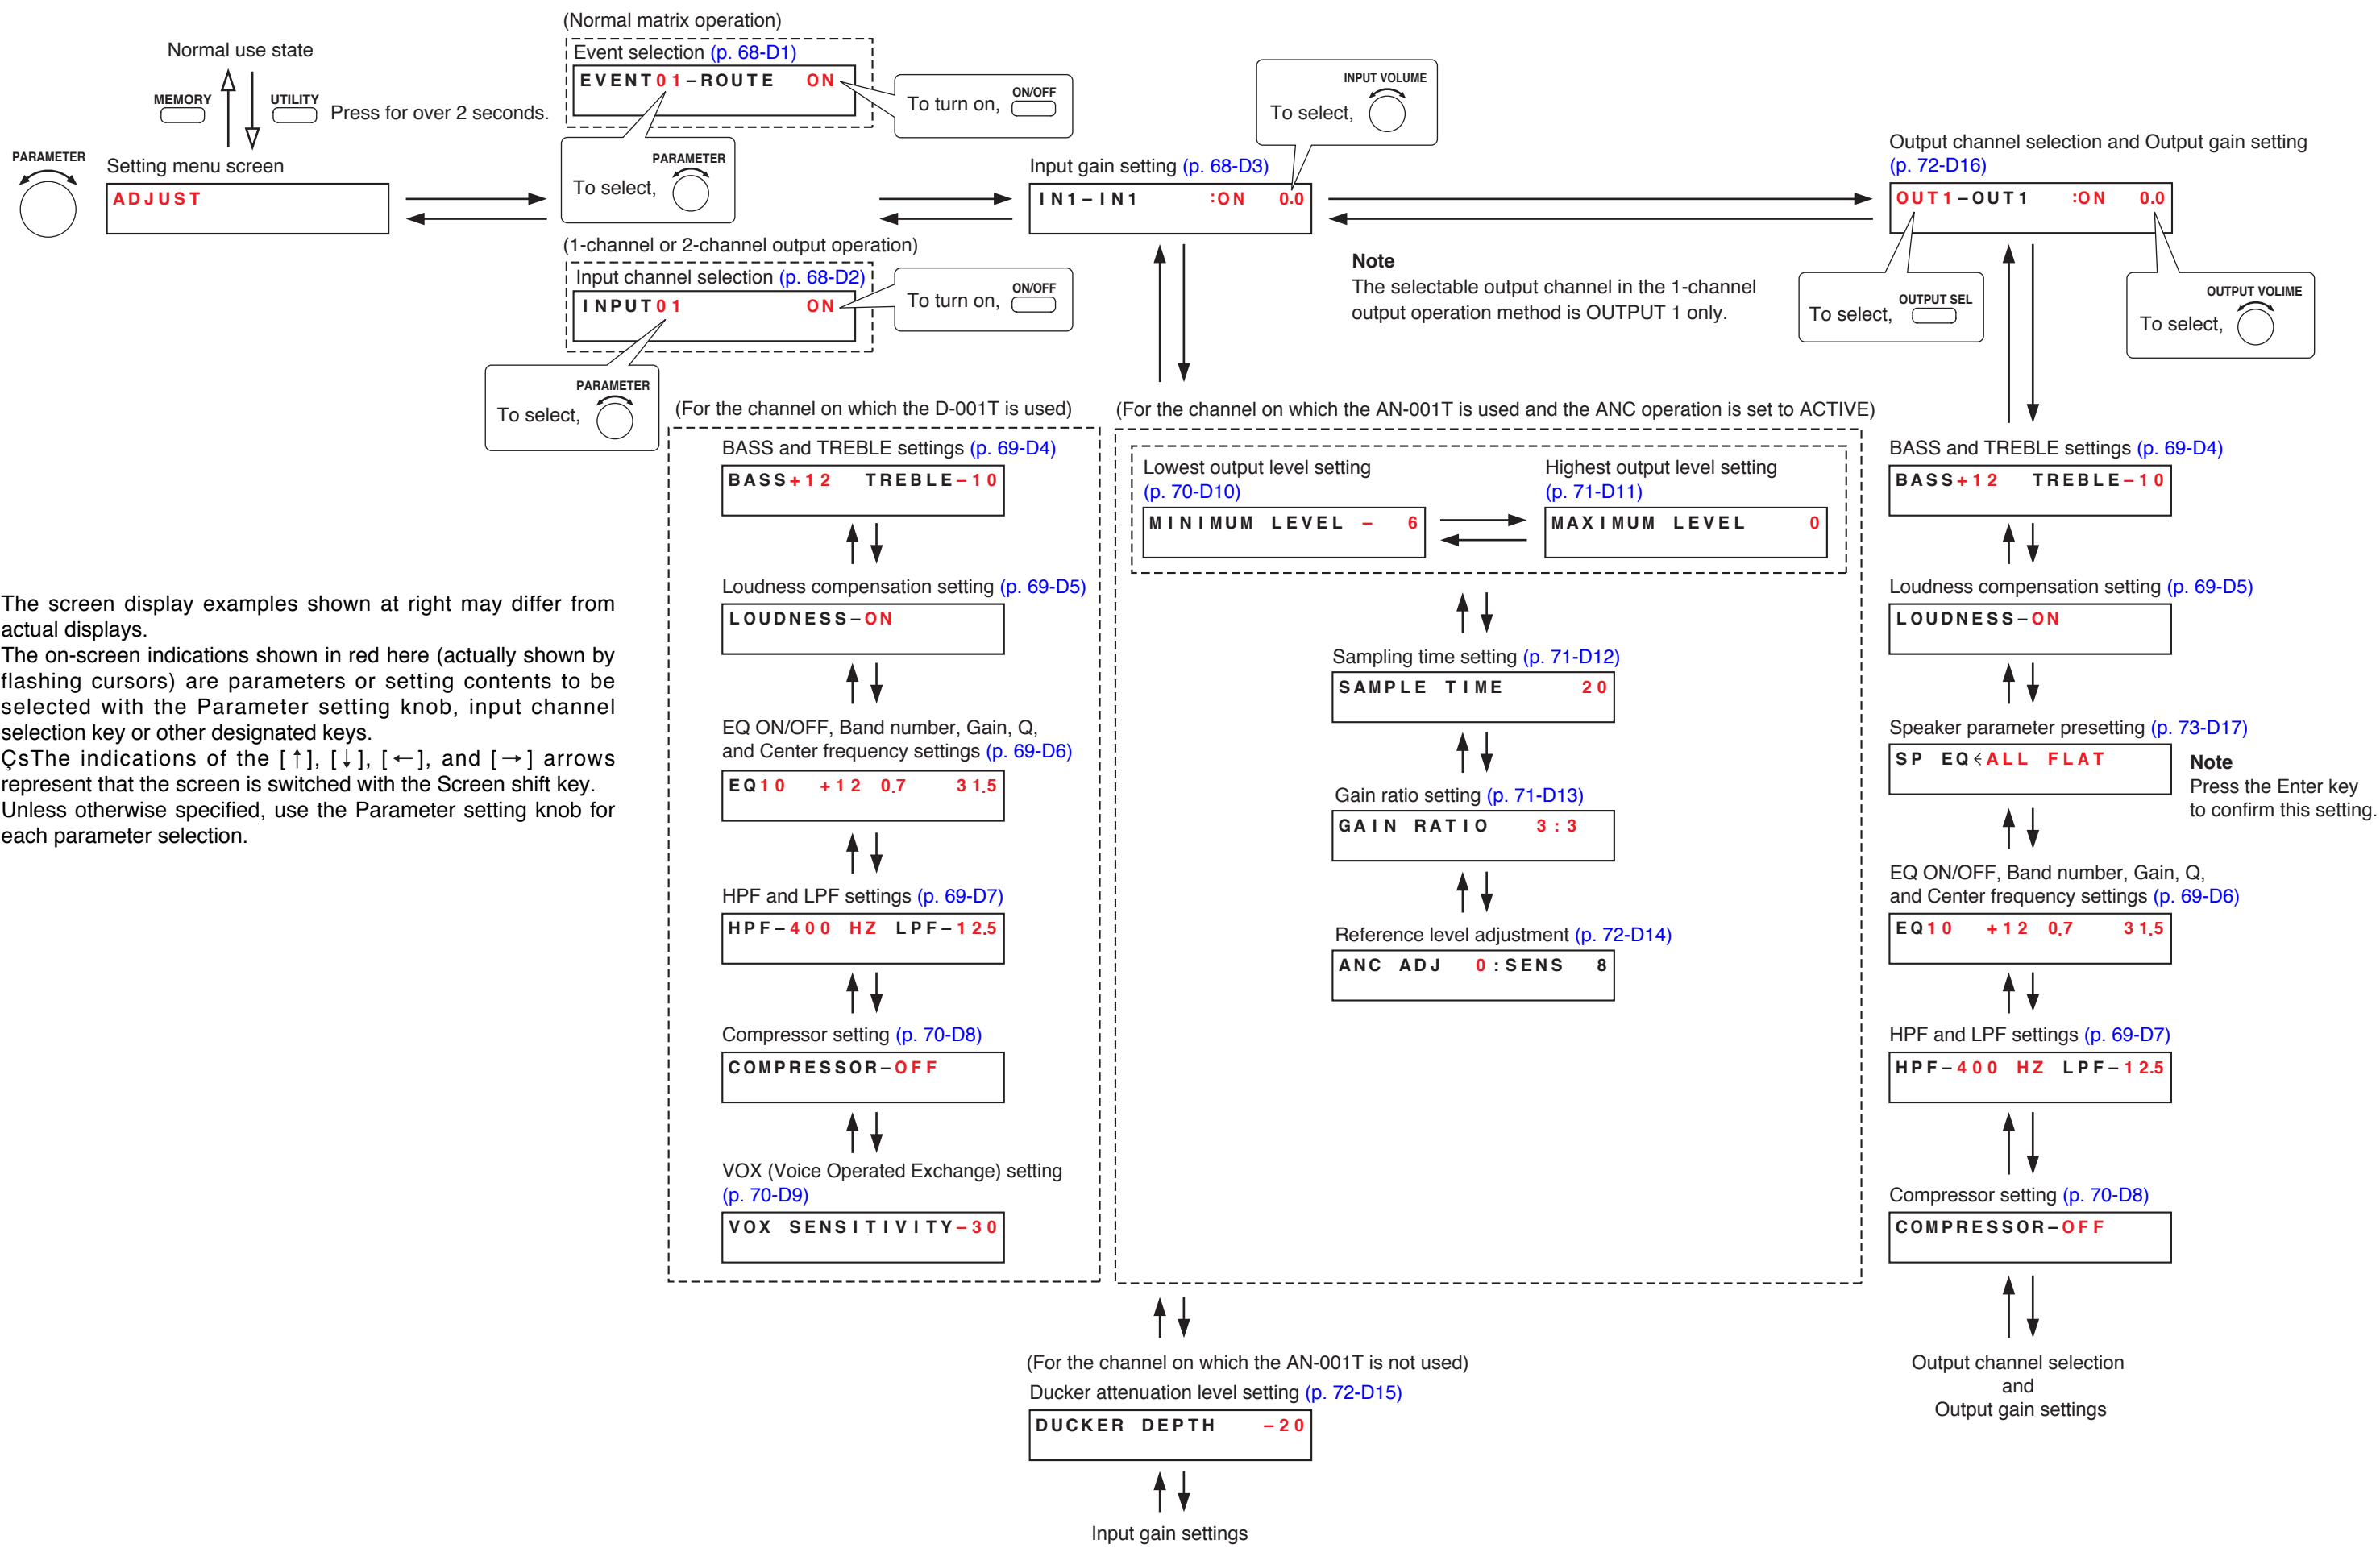 (Normal matrix operation)
Normal use state
MEMORY
UTILITY
Press for over 2 seconds.
PARAMETER
Setting menu screen
ADJUST
Event selection (p. 68-D1)
EVENT01–ROUTE ON
To turn on,
ON/OFF
PARAMETER
To select,
(1-channel or 2-channel output operation)
Input channel selection (p. 68-D2)
INPUT01 ON
To turn on,
ON/OFF
PARAMETER
To select,
INPUT VOLUME
To select,
Input gain setting (p. 68-D3)
IN1–IN1 :ON 0.0
Note
The selectable output channel in the 1-channel
output operation method is OUTPUT 1 only.
Output channel selection and Output gain setting
(p. 72-D16)
OUT1–OUT1 :ON 0.0
OUTPUT SEL
To select,
OUTPUT VOLIME
To select,
The screen display examples shown at right may differ from
actual displays.
The on-screen indications shown in red here (actually shown by
flashing cursors) are parameters or setting contents to be
selected with the Parameter setting knob, input channel
selection key or other designated keys.
ÇsThe indications of the [↑], [↓], [←], and [→] arrows
represent that the screen is switched with the Screen shift key.
Unless otherwise specified, use the Parameter setting knob for
each parameter selection.
(For the channel on which the D-001T is used)
BASS and TREBLE settings (p. 69-D4)
BASS+12 TREBLE–10
Loudness compensation setting (p. 69-D5)
LOUDNESS–ON
EQ ON/OFF, Band number, Gain, Q,
and Center frequency settings (p. 69-D6)
EQ10 +12 0.7 31.5
HPF and LPF settings (p. 69-D7)
HPF–400 HZ LPF–12.5
Compressor setting (p. 70-D8)
COMPRESSOR–OFF
VOX (Voice Operated Exchange) setting
(p. 70-D9)
VOX SENSITIVITY–30
(For the channel on which the AN-001T is used and the ANC operation is set to ACTIVE)
Lowest output level setting
(p. 70-D10)
MINIMUM LEVEL – 6
Highest output level setting
(p. 71-D11)
MAXIMUM LEVEL 0
Sampling time setting (p. 71-D12)
SAMPLE TIME 20
Gain ratio setting (p. 71-D13)
GAIN RATIO 3:3
Reference level adjustment (p. 72-D14)
ANC ADJ 0:SENS 8
(For the channel on which the AN-001T is not used)
Ducker attenuation level setting (p. 72-D15)
DUCKER DEPTH –20
Input gain settings
BASS and TREBLE settings (p. 69-D4)
BASS+12 TREBLE–10
Loudness compensation setting (p. 69-D5)
LOUDNESS–ON
Speaker parameter presetting (p. 73-D17)
SP EQ<ALL FLAT
Note
Press the Enter key
to confirm this setting.
EQ ON/OFF, Band number, Gain, Q,
and Center frequency settings (p. 69-D6)
EQ10 +12 0.7 31.5
HPF and LPF settings (p. 69-D7)
HPF–400 HZ LPF–12.5
Compressor setting (p. 70-D8)
COMPRESSOR–OFF
Output channel selection
and
Output gain settings